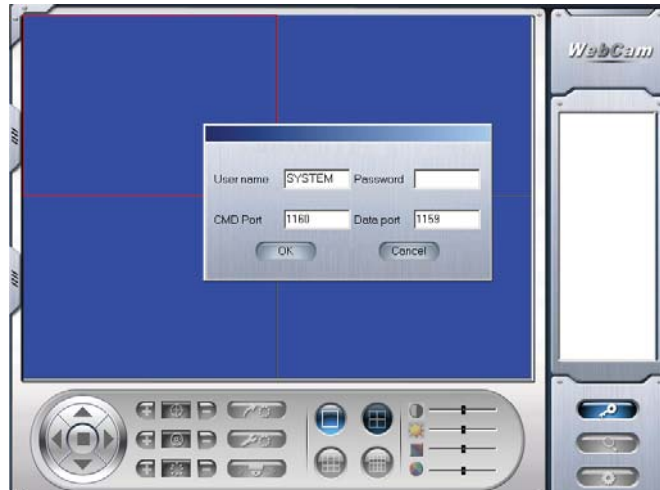 WebCam
User name SYSTEM Password
CMD Port 1160 Data port 1159
OK Cancel